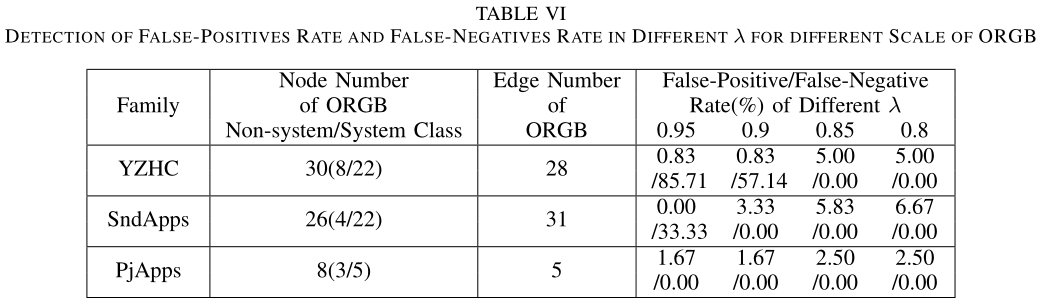 TABLE VI
DETECTION OF FALSE-POSITIVES RATE AND FALSE-NEGATIVES RATE IN DIFFERENT λ FOR DIFFERENT SCALE OF ORGB
Family
Node Number
of ORGB
Non-system/System Class
Edge Number
of
ORGB
False-Positive/False-Negative
Rate(%) of Different λ
0.95 0.9 0.85 0.8
YZHC
30(8/22)
28
0.83 0.83 5.00 5.00
/85.71 /57.14 /0.00 /0.00
SndApps
26(4/22)
31
0.00 3.33 5.83 6.67
/33.33 /0.00 /0.00 /0.00
PjApps
8(3/5)
5
1.67 1.67 2.50 2.50
/0.00 /0.00 /0.00 /0.00